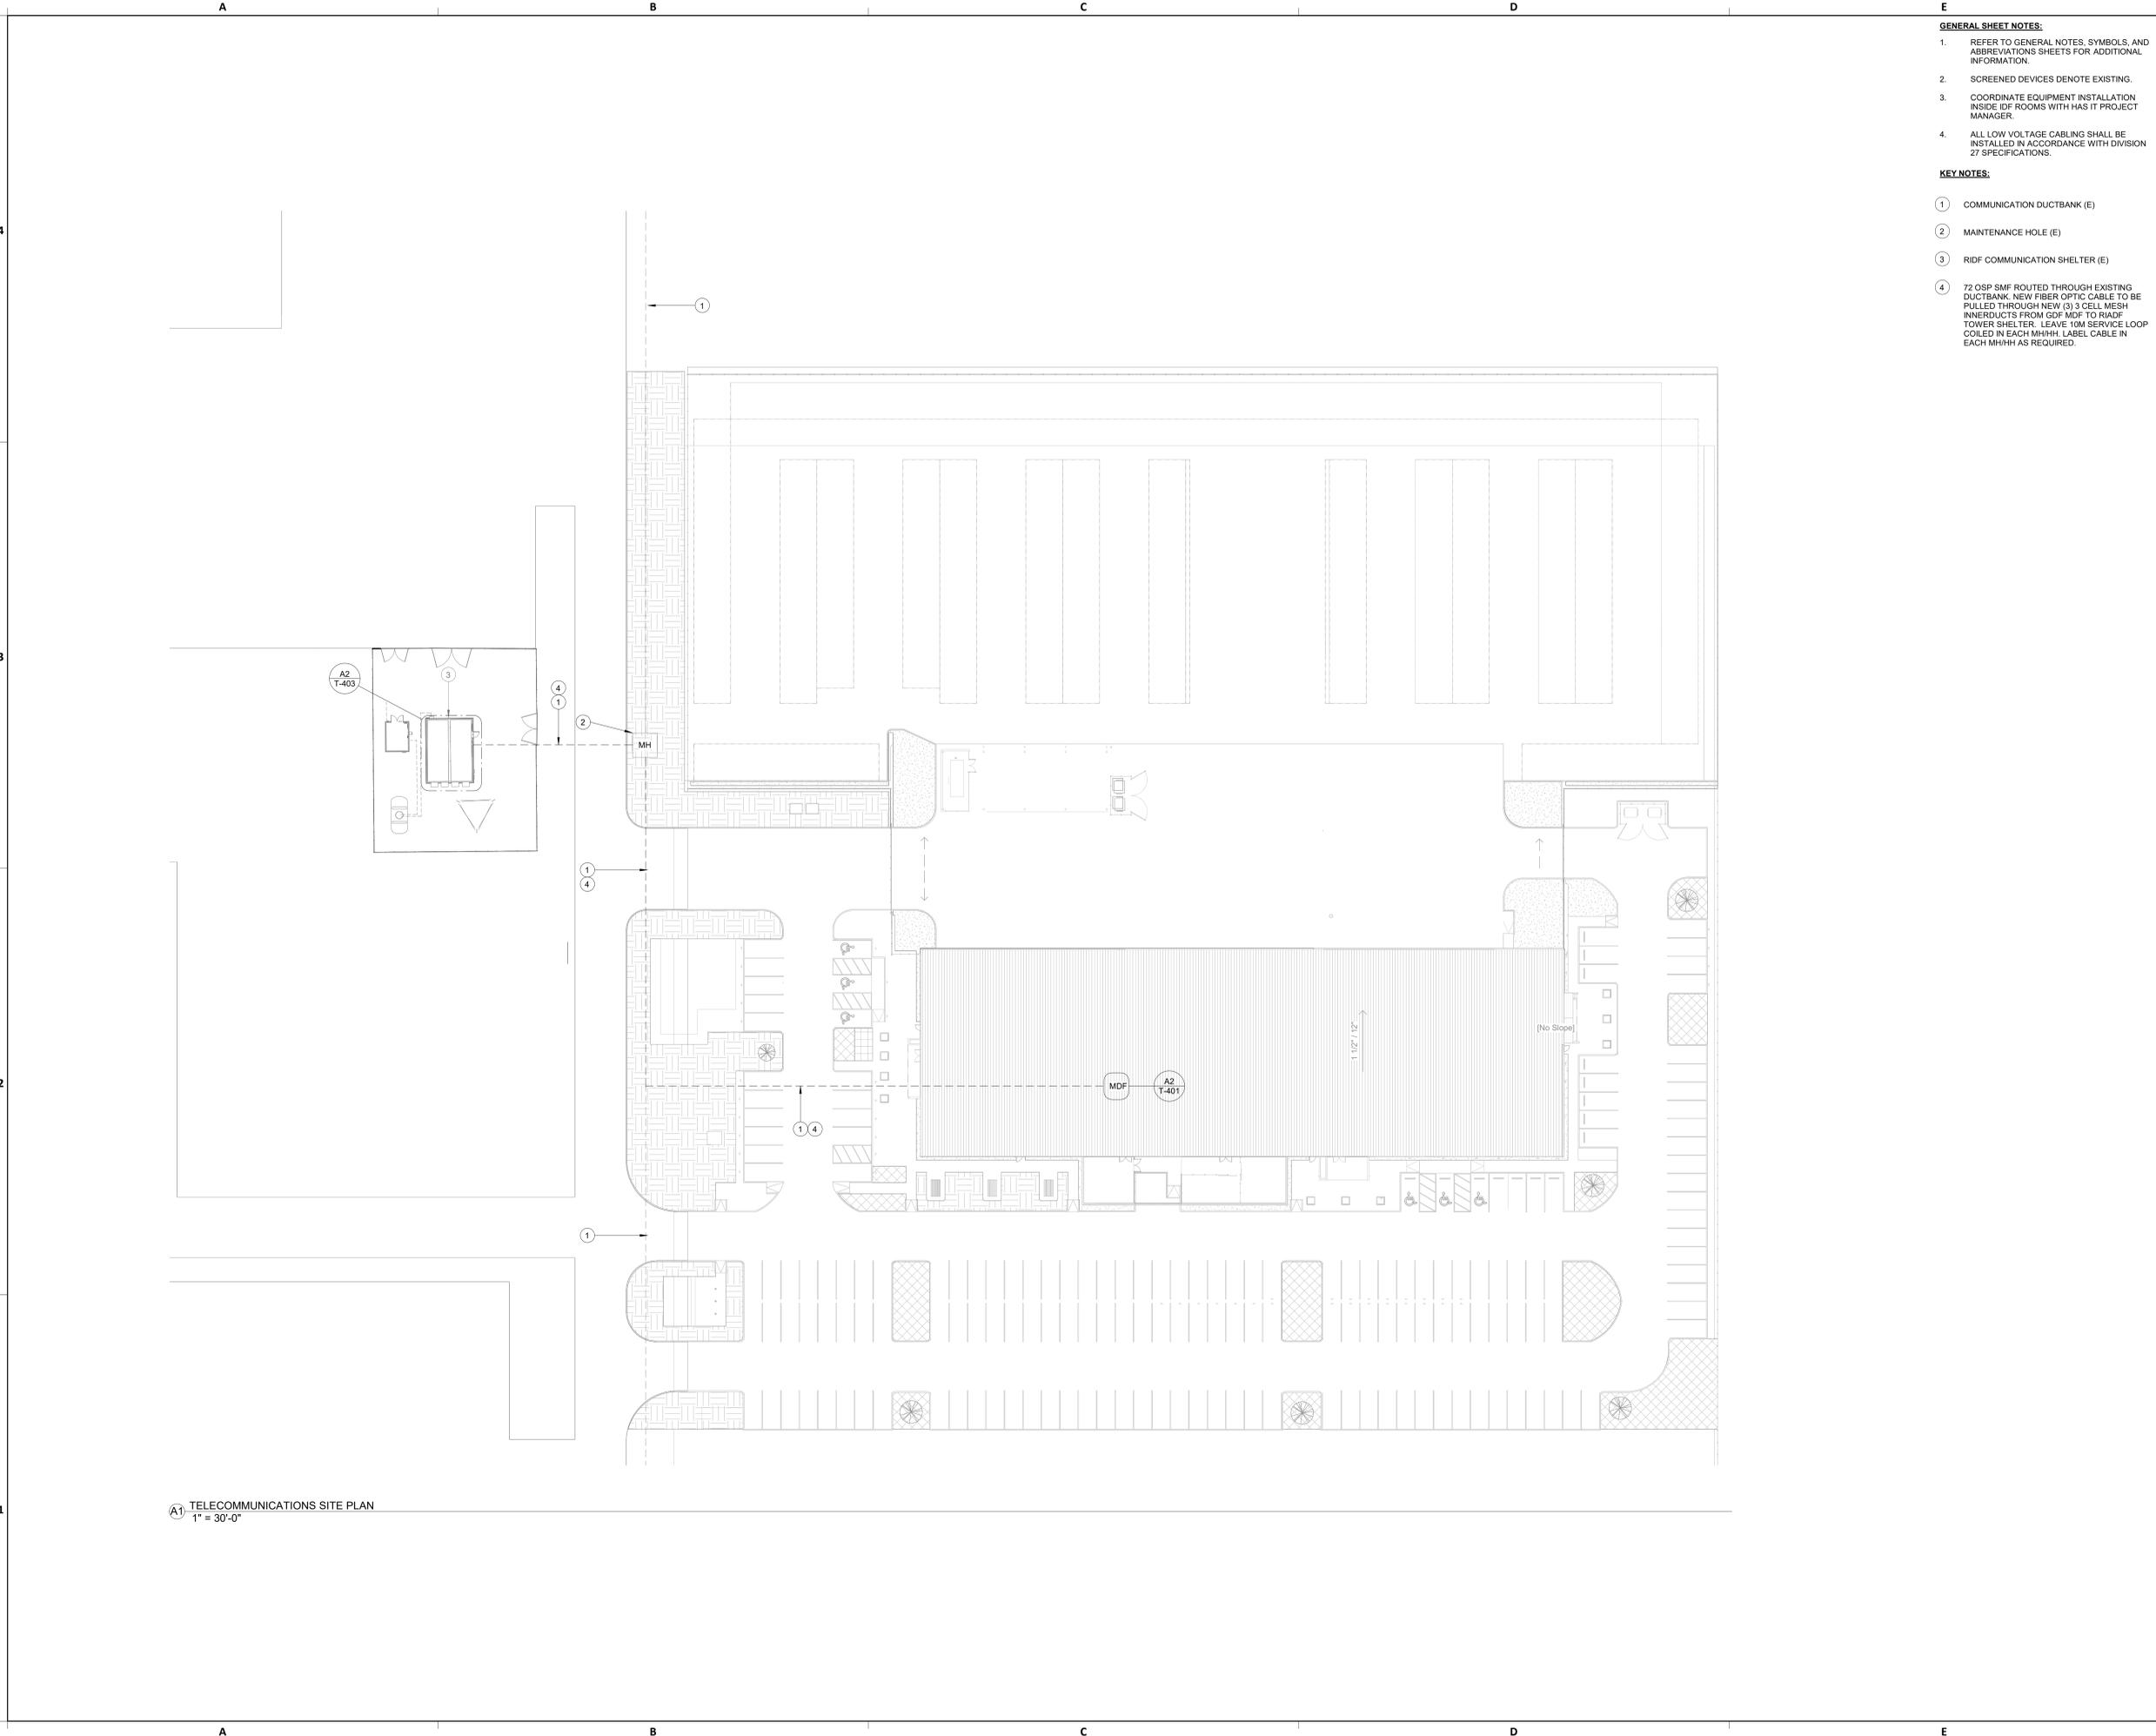 A B C D E
GENERAL SHEET NOTES:
1. REFER TO GENERAL NOTES, SYMBOLS, AND
ABBREVIATIONS SHEETS FOR ADDITIONAL
INFORMATION.
2. SCREENED DEVICES DENOTE EXISTING.
3. COORDINATE EQUIPMENT INSTALLATION
INSIDE IDF ROOMS WITH HAS IT PROJECT
MANAGER.
4. ALL LOW VOLTAGE CABLING SHALL BE
INSTALLED IN ACCORDANCE WITH DIVISION
27 SPECIFICATIONS.
KEY NOTES:
1 COMMUNICATION DUCTBANK (E)
2 MAINTENANCE HOLE (E)
3 RIDF COMMUNICATION SHELTER (E)
4 72 OSP SMF ROUTED THROUGH EXISTING
DUCTBANK. NEW FIBER OPTIC CABLE TO BE
PULLED THROUGH NEW (3) 3 CELL MESH
INNERDUCTS FROM GDF MDF TO RIADF
TOWER SHELTER. LEAVE 10M SERVICE LOOP
COILED IN EACH MH/HH. LABEL CABLE IN
EACH MH/HH AS REQUIRED.
4
1
3
A2
T-403
3
4
1
2
MH
1
4
[No Slope]
1 1/2" / 12"
2
MDF
A2
T-401
1 4
1
1
A1 TELECOMMUNICATIONS SITE PLAN
1" = 30'-0"
A B C D E